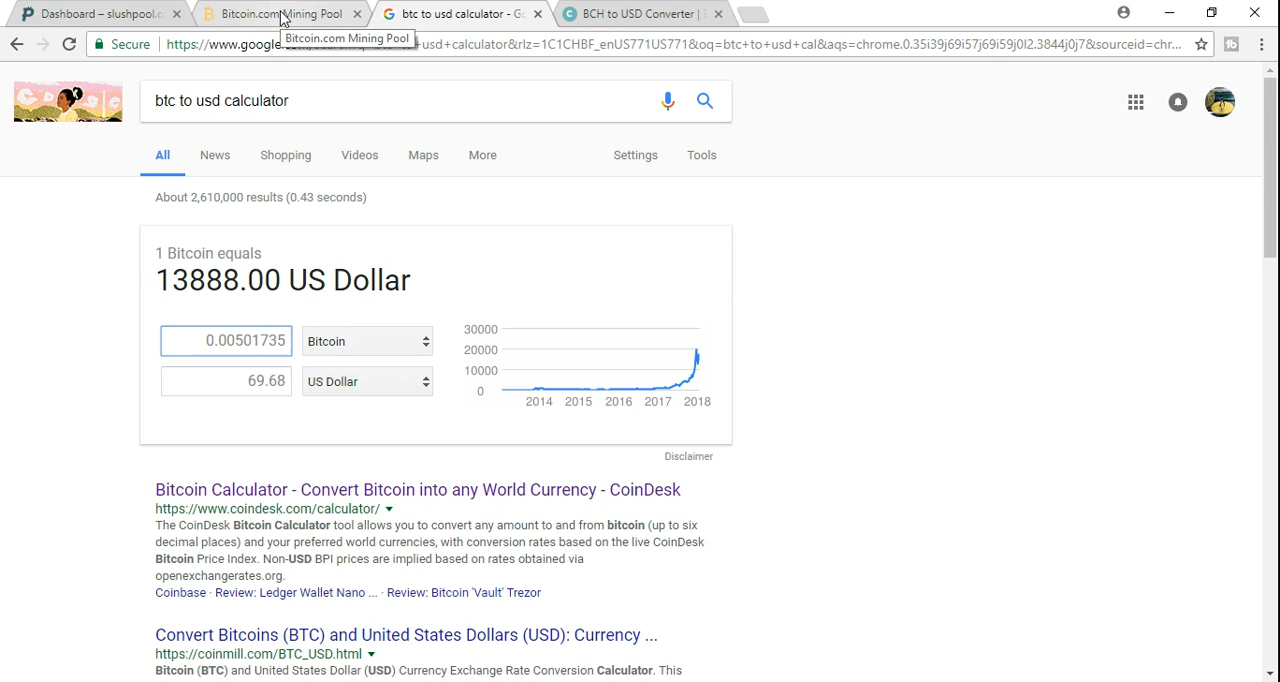 Dashboard – slushpool.c
Bitcoin.com Mining Pool
btc to usd calculator - Go
BCH to USD Converter |
Bitcoin.com Mining Pool
Secure
https://www.google.
usd+calculator&rlz=1C1CHBF_enUS771US771&oq=btc+to+usd+cal&aqs=chrome.0.35i39j69i57j69i59j0l2.3844j0j7&sourceid=chr...
btc to usd calculator
All News Shopping Videos Maps More Settings Tools
About 2,610,000 results (0.43 seconds)
1 Bitcoin equals
13888.00 US Dollar
0.00501735 Bitcoin
69.68 US Dollar
30000
20000
10000
0
2014 2015 2016 2017 2018
Disclaimer
Bitcoin Calculator - Convert Bitcoin into any World Currency - CoinDesk
https://www.coindesk.com/calculator/
The CoinDesk Bitcoin Calculator tool allows you to convert any amount to and from bitcoin (up to six
decimal places) and your preferred world currencies, with conversion rates based on the live CoinDesk
Bitcoin Price Index. Non-USD BPI prices are implied based on rates obtained via
openexchangerates.org.
Coinbase · Review: Ledger Wallet Nano ... · Review: Bitcoin 'Vault' Trezor
Convert Bitcoins (BTC) and United States Dollars (USD): Currency ...
https://coinmill.com/BTC_USD.html
Bitcoin (BTC) and United States Dollar (USD) Currency Exchange Rate Conversion Calculator. This